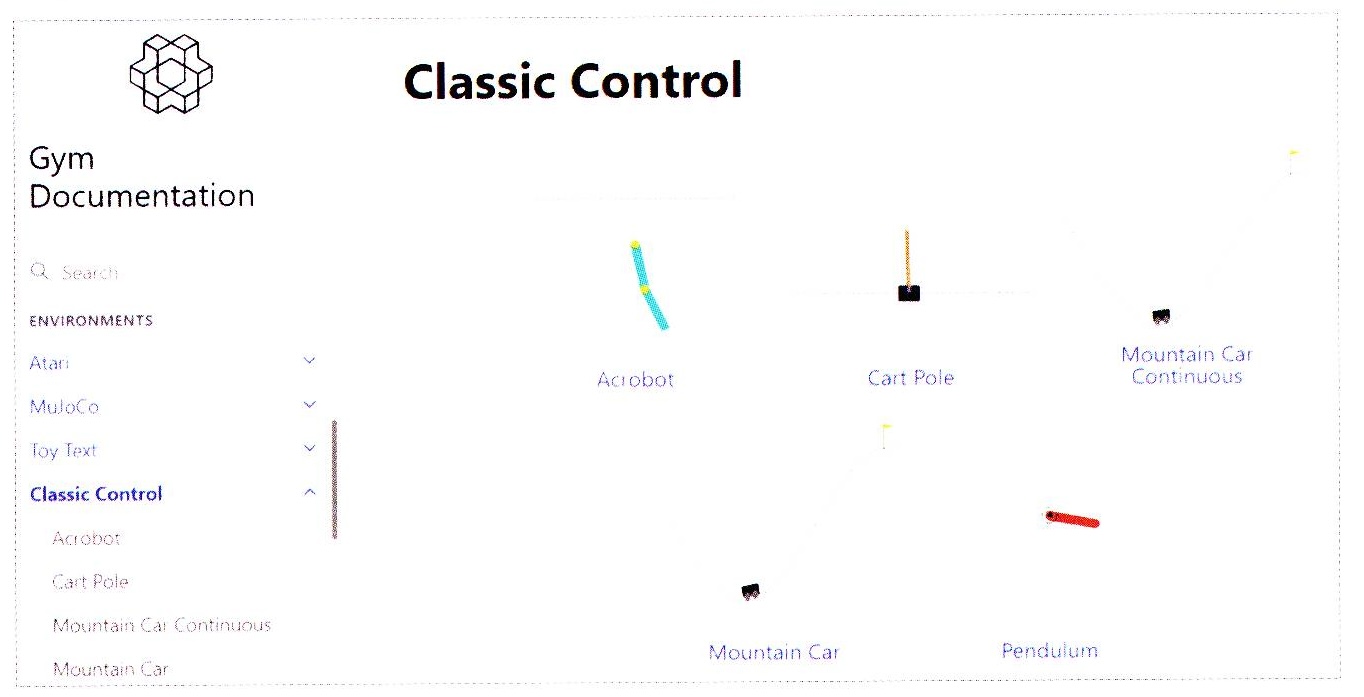 Gym
Documentation
Search
ENVIRONMENTS
Atari
MuJoCo
Toy Text
Classic Control
Acrobot
Cart Pole
Mountain Car Continuous
Mountain Car
Classic Control
Acrobot
Cart Pole
Mountain Car
Continuous
Mountain Car
Pendulum